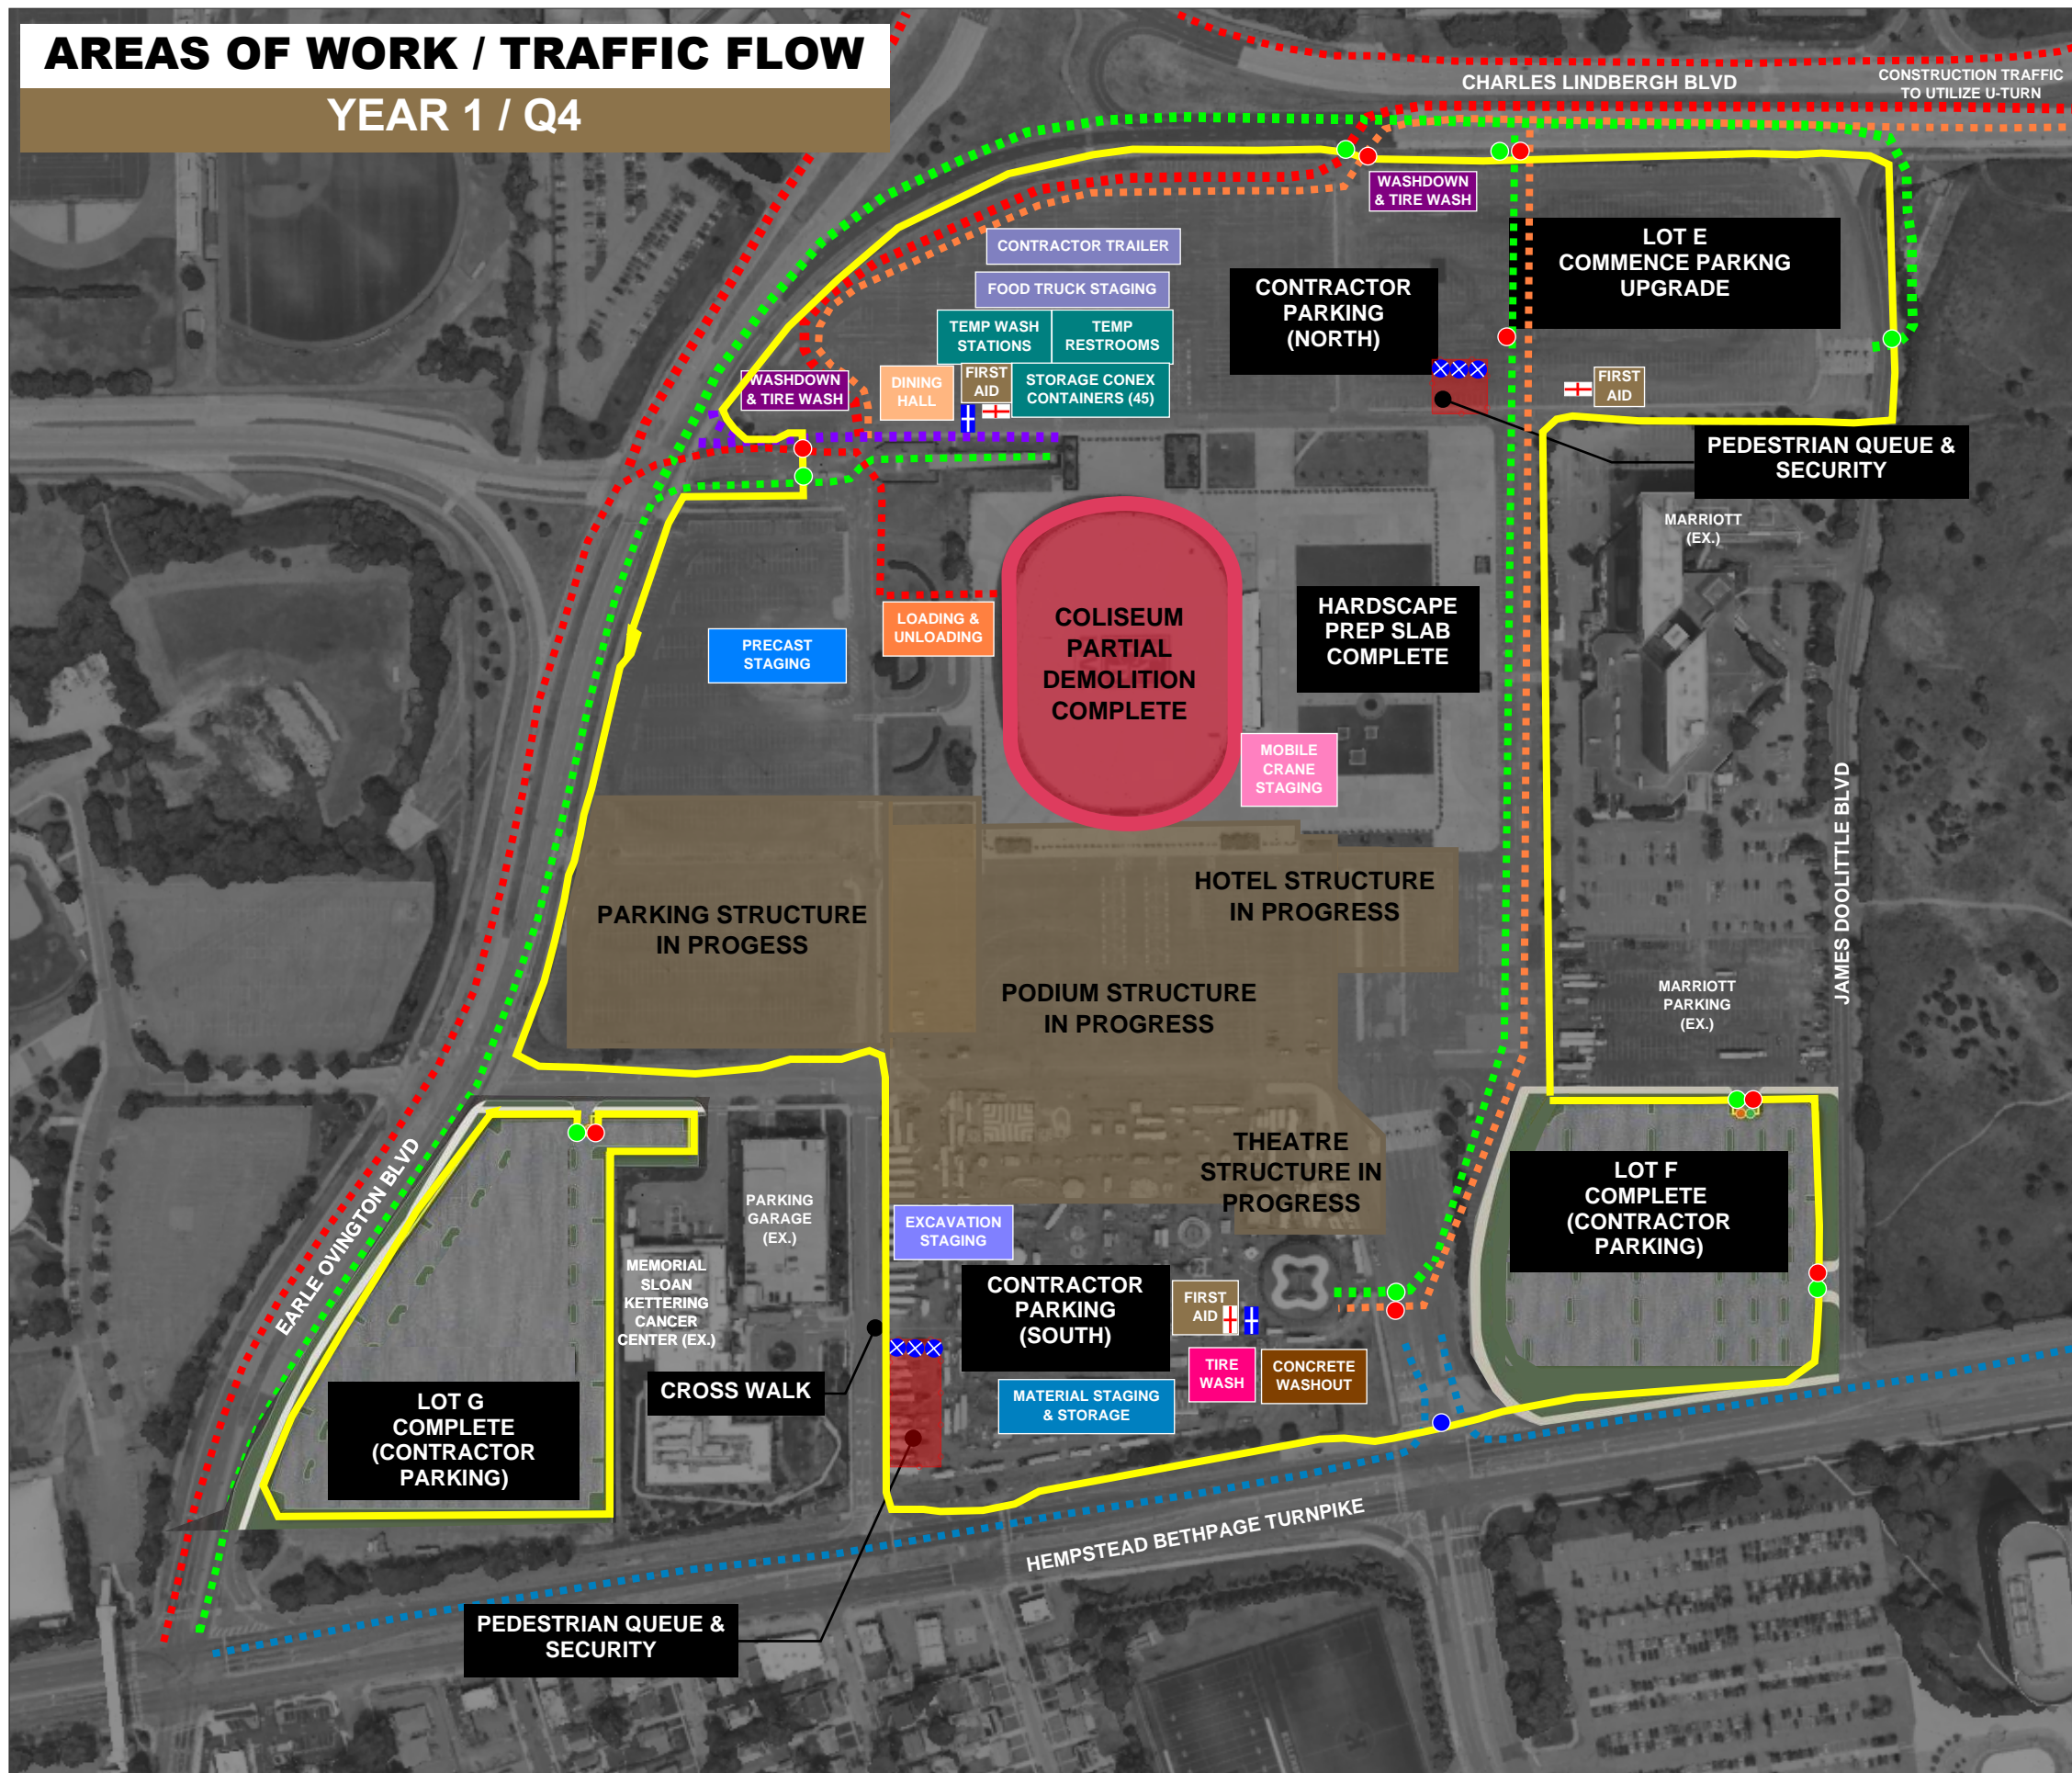 AREAS OF WORK / TRAFFIC FLOW
YEAR 1 / Q4
CHARLES LINDBERGH BLVD
CONSTRUCTION TRAFFIC
TO UTILIZE U-TURN
WASHDOWN
& TIRE WASH
LOT E
COMMENCE PARKNG
UPGRADE
CONTRACTOR TRAILER
FOOD TRUCK STAGING
CONTRACTOR
PARKING
(NORTH)
TEMP WASH
STATIONS
TEMP
RESTROOMS
WASHDOWN
& TIRE WASH
DINING
HALL
FIRST
AID
STORAGE CONEX
CONTAINERS (45)
FIRST
AID
PEDESTRIAN QUEUE &
SECURITY
MARRIOTT
(EX.)
PRECAST
STAGING
LOADING &
UNLOADING
COLISEUM
PARTIAL
DEMOLITION
COMPLETE
HARDSCAPE
PREP SLAB
COMPLETE
MOBILE
CRANE
STAGING
JAMES DOOLITTLE BLVD
HOTEL STRUCTURE
IN PROGRESS
PARKING STRUCTURE
IN PROGESS
PODIUM STRUCTURE
IN PROGRESS
MARRIOTT
PARKING
(EX.)
THEATRE
STRUCTURE IN
PROGRESS
LOT F
COMPLETE
(CONTRACTOR
PARKING)
EARLE OVINGTON BLVD
PARKING
GARAGE
(EX.)
EXCAVATION
STAGING
MEMORIAL
SLOAN
KETTERING
CANCER
CENTER (EX.)
CONTRACTOR
PARKING
(SOUTH)
FIRST
AID
CROSS WALK
TIRE
WASH
CONCRETE
WASHOUT
MATERIAL STAGING
& STORAGE
LOT G
COMPLETE
(CONTRACTOR
PARKING)
HEMPSTEAD BETHPAGE TURNPIKE
PEDESTRIAN QUEUE &
SECURITY